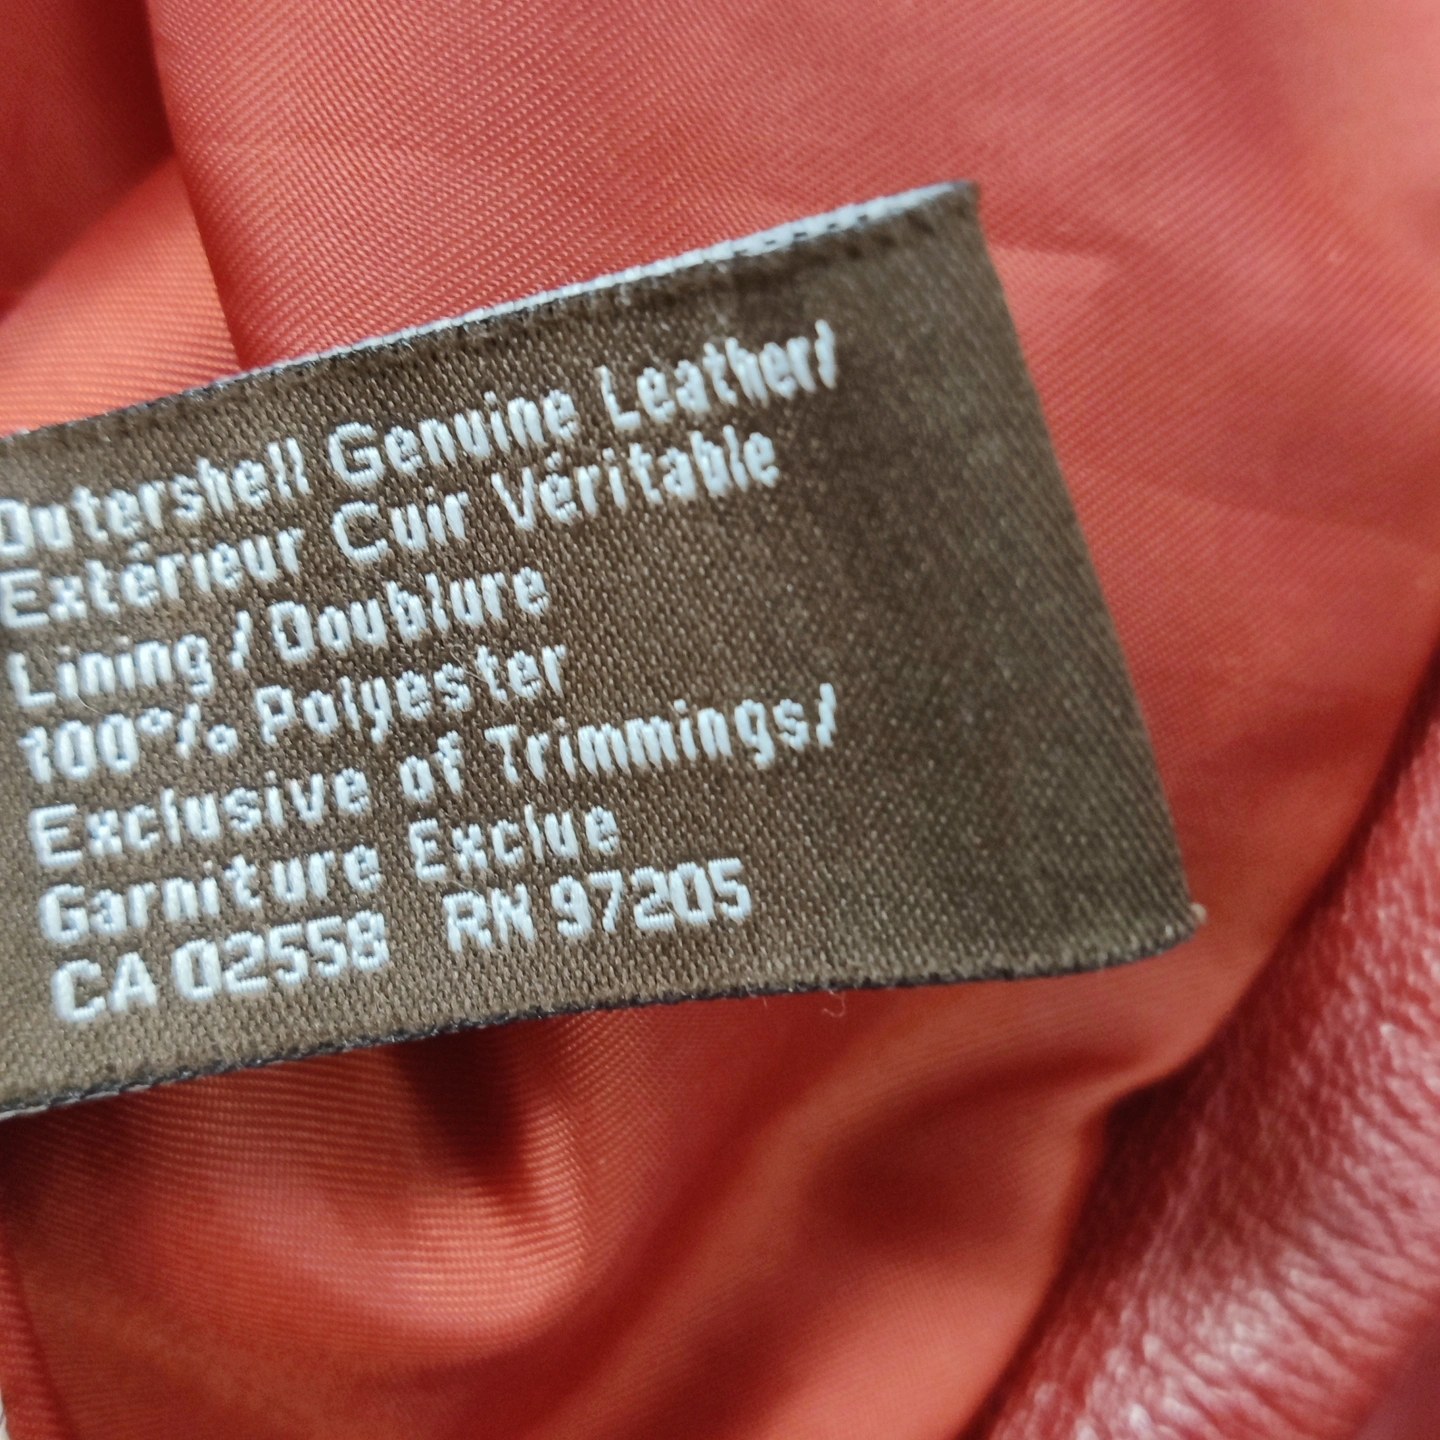 Outershell Genuine Leather/
Extérieur Cuir Véritable
Lining/Doublure
100% Polyester
Exclusive of Trimmings/
Garniture Exclue
CA 02558 RN 97205